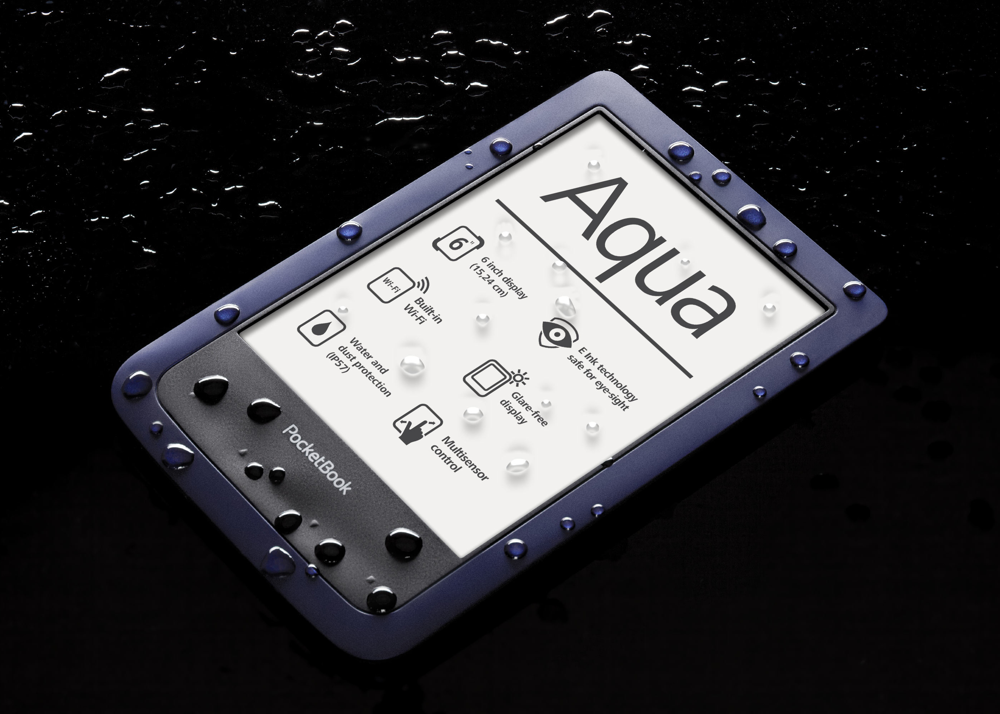 Aqua
6"
6 inch display
(15,24 cm)
Wi-Fi
Built-in
Wi-Fi
Water and
dust protection
(IP57)
E Ink technology
safe for eye-sight
Glare-free
display
Multisensor
control
PocketBook